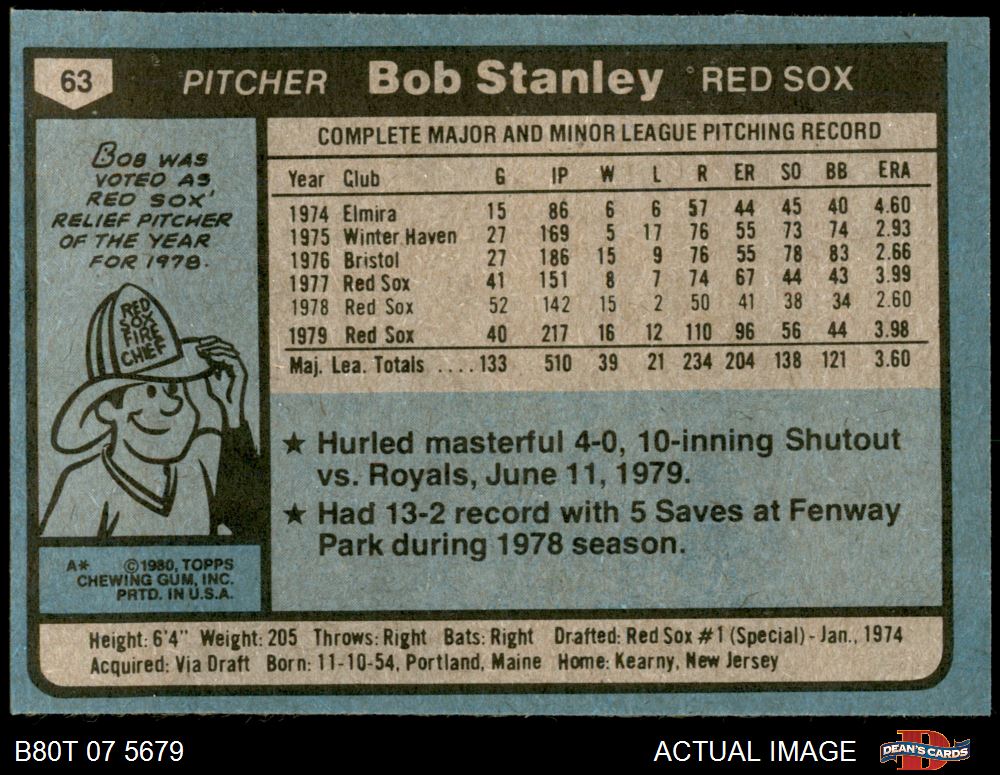 63 PITCHER Bob Stanley RED SOX
BOB WAS
VOTED AS
RED SOX'
RELIEF PITCHER
OF THE YEAR
FOR 1978.
RED
SOX
FIRE
CHIEF
A* ©1980, TOPPS
CHEWING GUM, INC.
PRTD. IN U.S.A.
COMPLETE MAJOR AND MINOR LEAGUE PITCHING RECORD
Year Club G IP W L R ER SO BB ERA
1974 Elmira 15 86 6 6 57 44 45 40 4.60
1975 Winter Haven 27 169 5 17 76 55 73 74 2.93
1976 Bristol 27 186 15 9 76 55 78 83 2.66
1977 Red Sox 41 151 8 7 74 67 44 43 3.99
1978 Red Sox 52 142 15 2 50 41 38 34 2.60
1979 Red Sox 40 217 16 12 110 96 56 44 3.98
Maj. Lea. Totals ....133 510 39 21 234 204 138 121 3.60
★ Hurled masterful 4-0, 10-inning Shutout
vs. Royals, June 11, 1979.
★ Had 13-2 record with 5 Saves at Fenway
Park during 1978 season.
Height: 6'4" Weight: 205 Throws: Right Bats: Right Drafted: Red Sox #1 (Special) - Jan., 1974
Acquired: Via Draft Born: 11-10-54, Portland, Maine Home: Kearny, New Jersey
B80T 07 5679 ACTUAL IMAGE DEAN'S CARDS